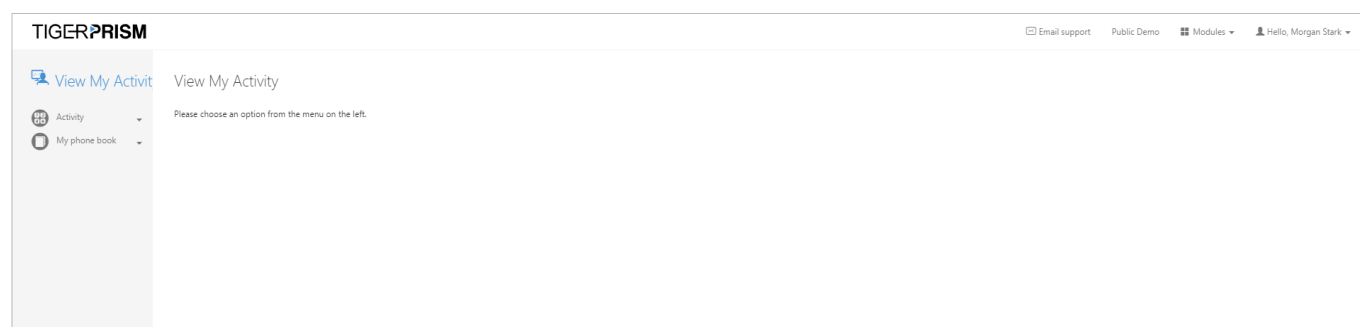 TIGERPRISM
Email support Public Demo Modules Hello, Morgan Stark
View My Activit
View My Activity
Activity
Please choose an option from the menu on the left.
My phone book